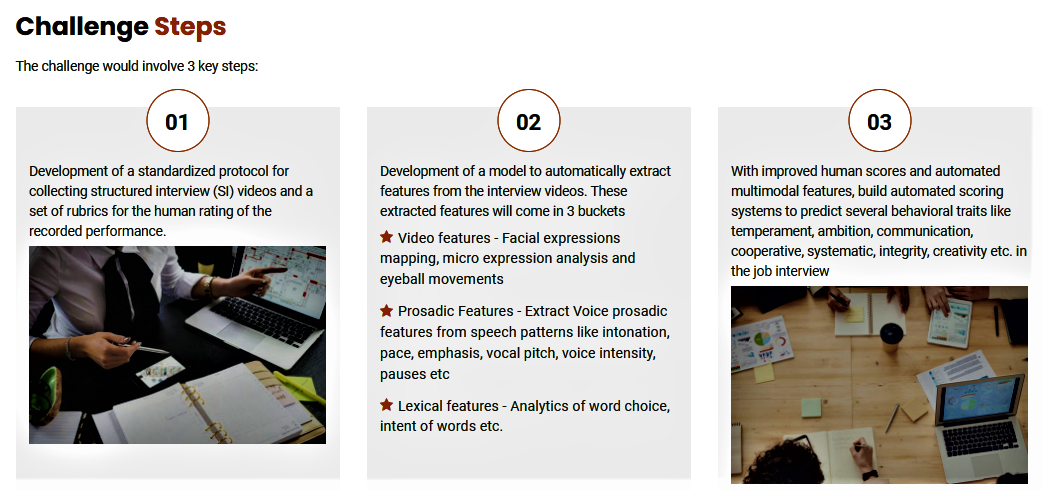 Challenge Steps
The challenge would involve 3 key steps:
01
Development of a standardized protocol for
collecting structured interview (SI) videos and a
set of rubrics for the human rating of the
recorded performance.
02
Development of a model to automatically extract
features from the interview videos. These
extracted features will come in 3 buckets
Video features - Facial expressions
mapping, micro expression analysis and
eyeball movements
Prosadic Features - Extract Voice prosadic
features from speech patterns like intonation,
pace, emphasis, vocal pitch, voice intensity,
pauses etc
Lexical features - Analytics of word choice,
intent of words etc.
03
With improved human scores and automated
multimodal features, build automated scoring
systems to predict several behavioral traits like
temperament, ambition, communication,
cooperative, systematic, integrity, creativity etc. in
the job interview